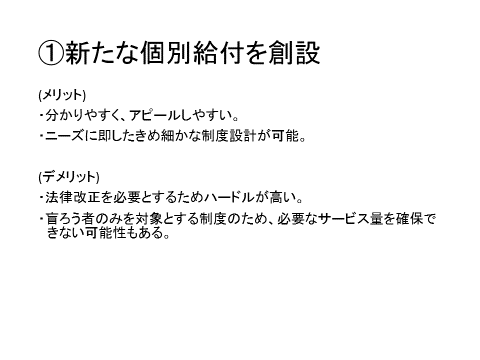 ①新たな個別給付を創設
(メリット)
・分かりやすく、アピールしやすい。
・ニーズに即したきめ細かな制度設計が可能。
(デメリット)
・法律改正を必要とするためハードルが高い。
・盲ろう者のみを対象とする制度のため、必要なサービス量を確保で
きない可能性もある。